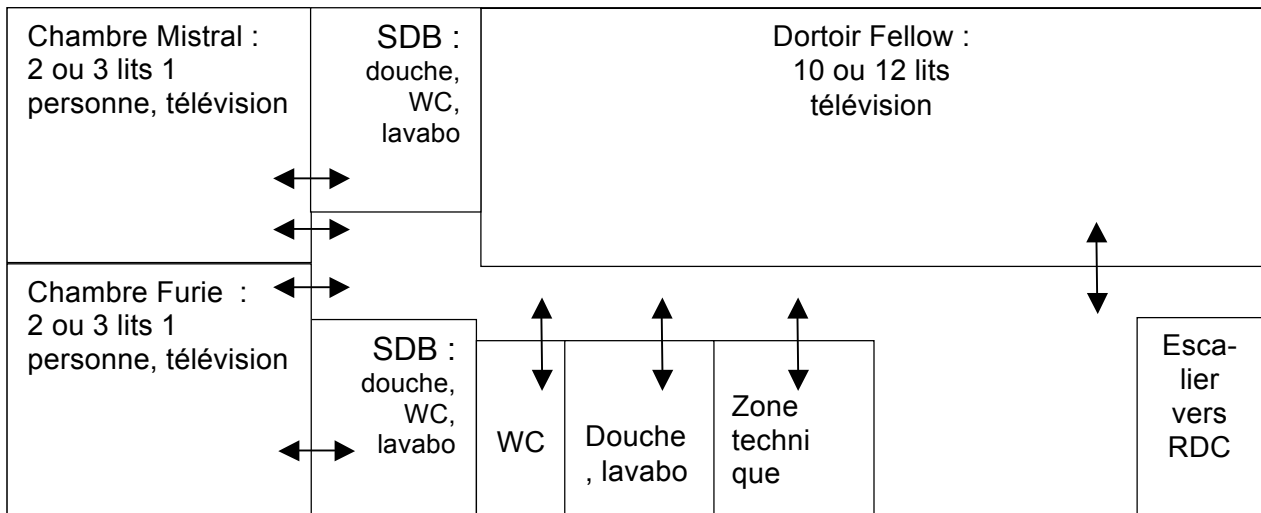 Chambre Mistral :
2 ou 3 lits 1
personne, télévision
SDB :
douche,
WC,
lavabo
Dortoir Fellow :
10 ou 12 lits
télévision
Chambre Furie  :
2 ou 3 lits 1
personne, télévision
SDB :
douche,
WC,
lavabo
WC
Douche
, lavabo
Zone
techni
que
Esca-
lier
vers
RDC